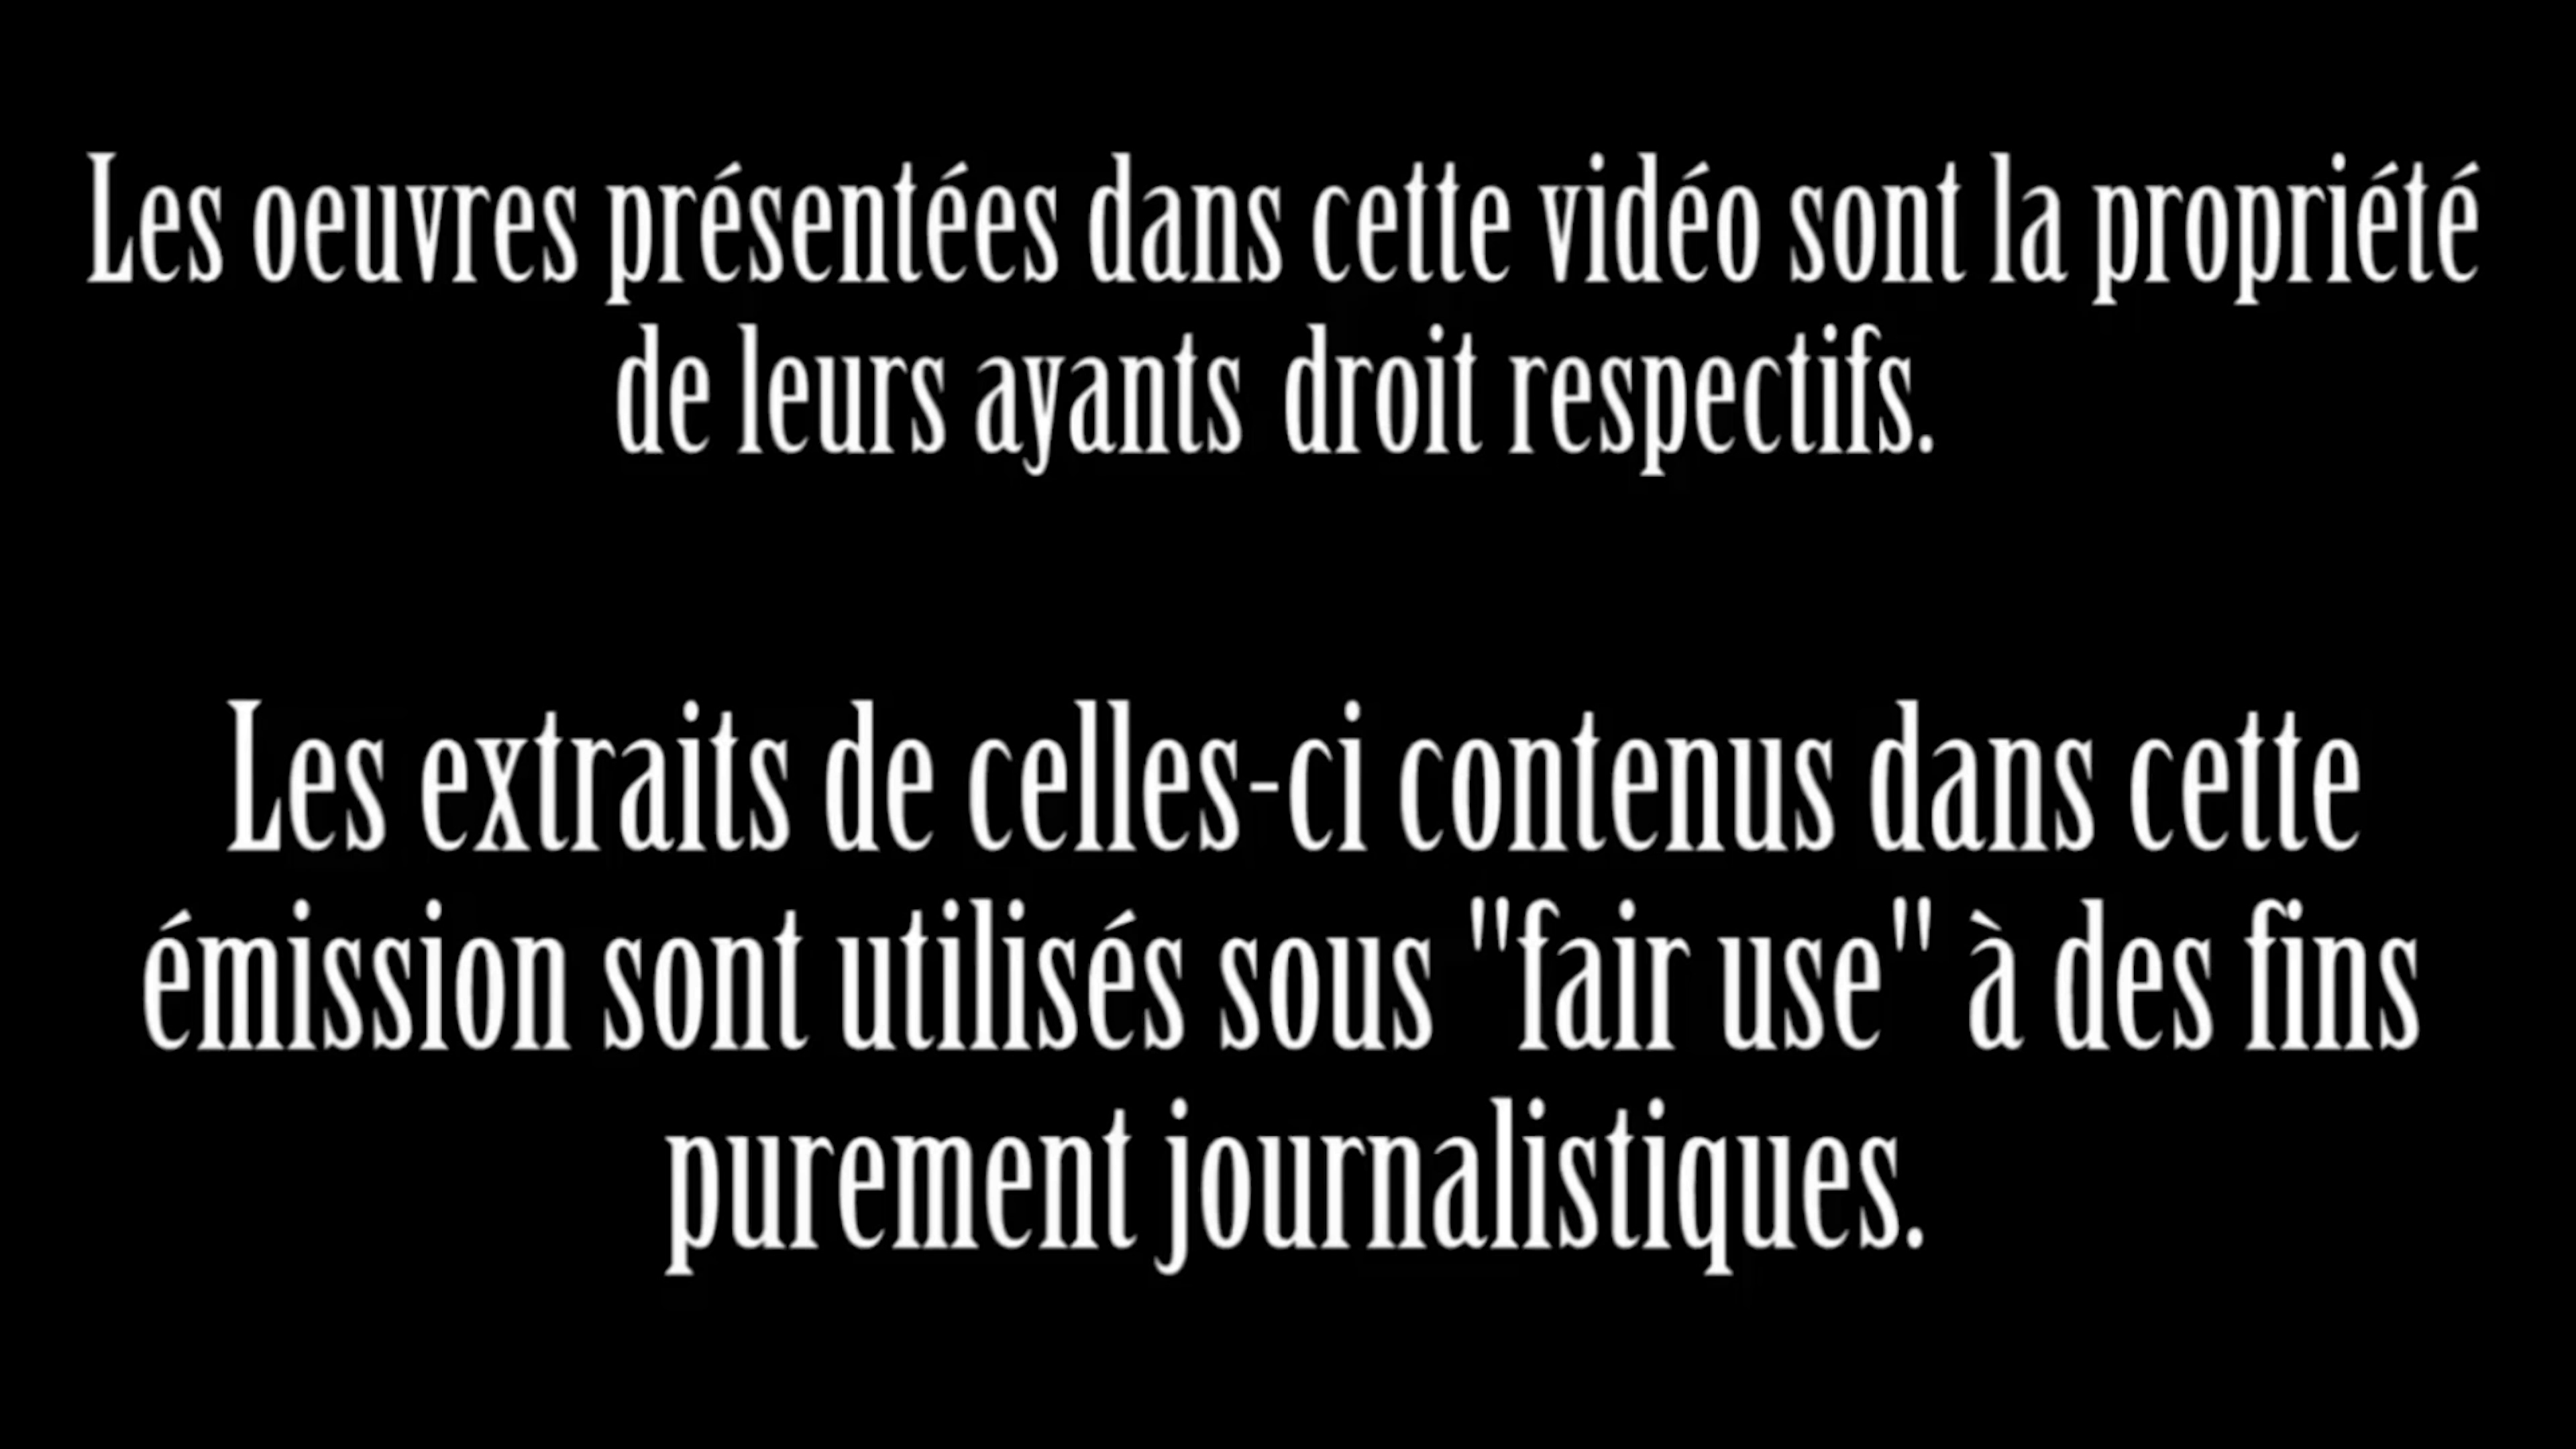 Les oeuvres présentées dans cette vidéo sont la propriété
de leurs ayants droit respectifs.
Les extraits de celles-ci contenus dans cette
émission sont utilisés sous "fair use" à des fins
purement journalistiques.